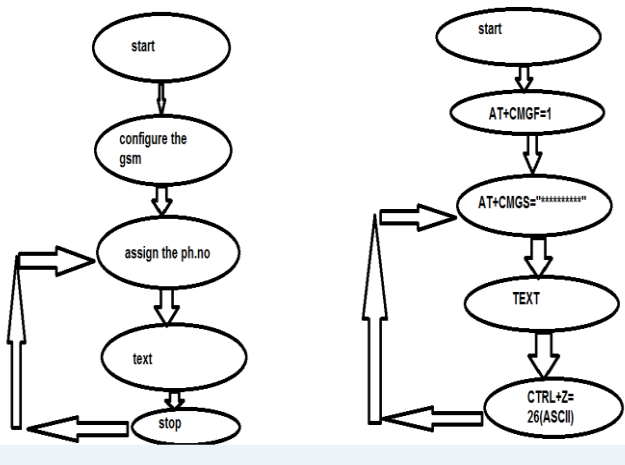 start
configure the
gsm
assign the ph.no
text
stop
start
AT+CMGF=1
AT+CMGS="**********"
TEXT
CTRL+Z=
26(ASCII)